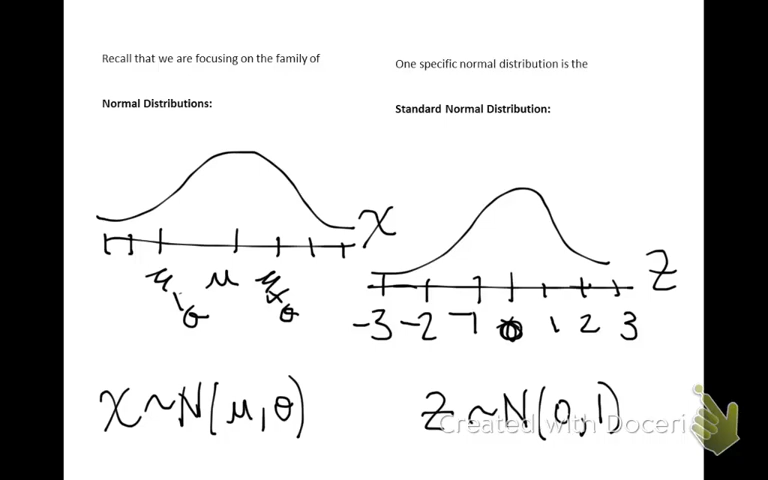 Recall that we are focusing on the family of
Normal Distributions:
X
μ-σ μ μ+σ
X~N(μ,σ)
One specific normal distribution is the
Standard Normal Distribution:
Z
-3 -2 -1 0 1 2 3
Z~N(0,1)
Created with Doceri